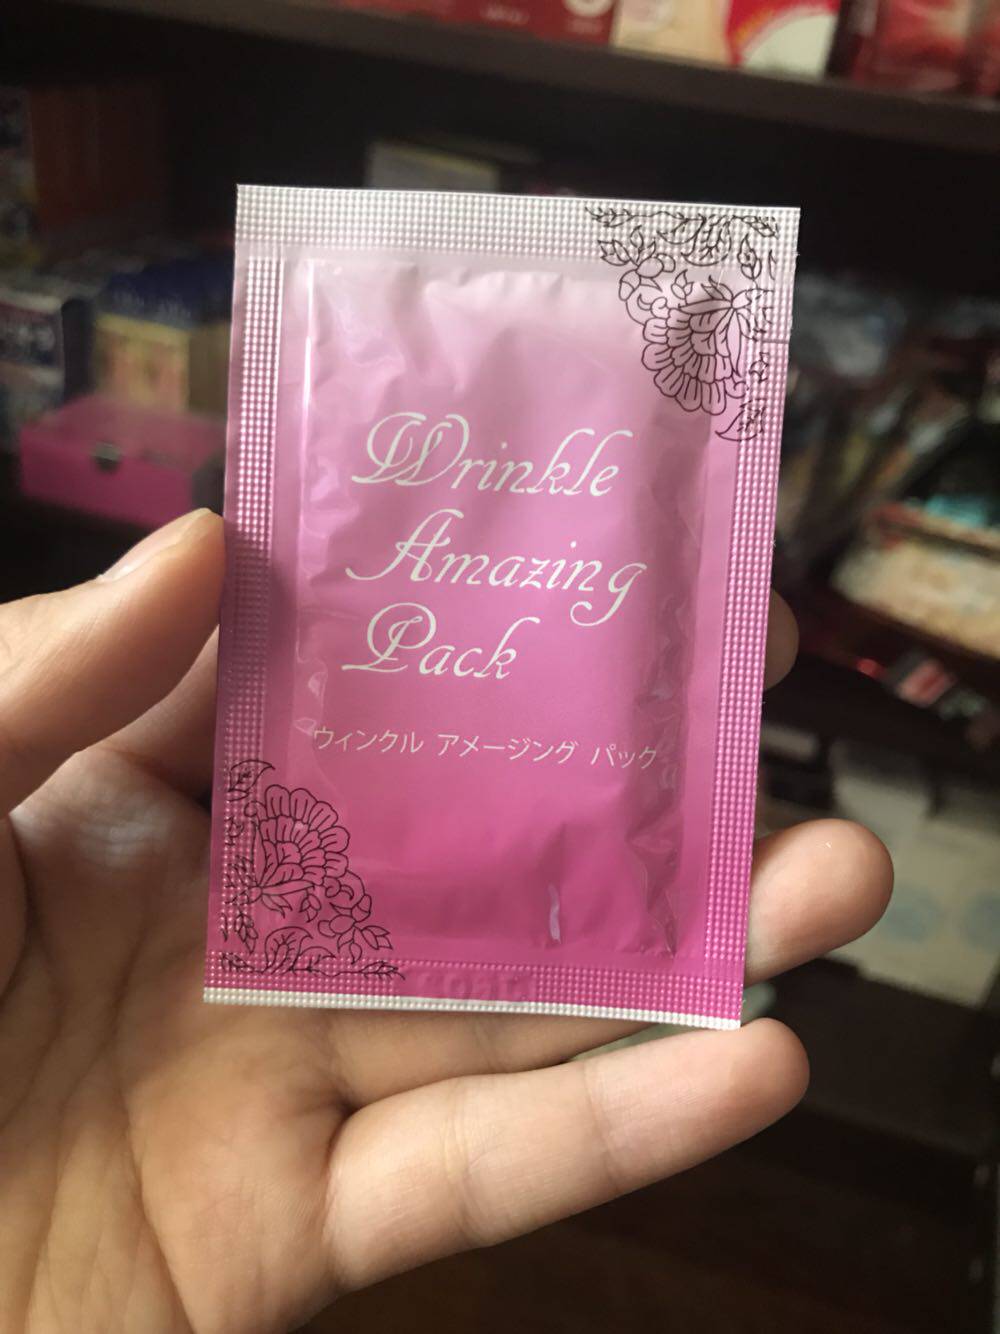 Wrinkle
Amazing
Pack
ウィンクル アメージング パック